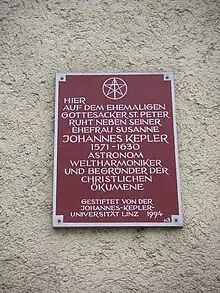 HIER
AUF DEM EHEMALIGEN
GOTTESACKER ST. PETER
RUHT NEBEN SEINER
EHEFRAU SUSANNE
JOHANNES KEPLER
1571-1630
ASTRONOM
WELTHARMONIKER
UND BEGRÜNDER DER
CHRISTLICHEN
ÖKUMENE
GESTIFTET VON DER
JOHANNES-KEPLER-
UNIVERSITÄT LINZ 1994